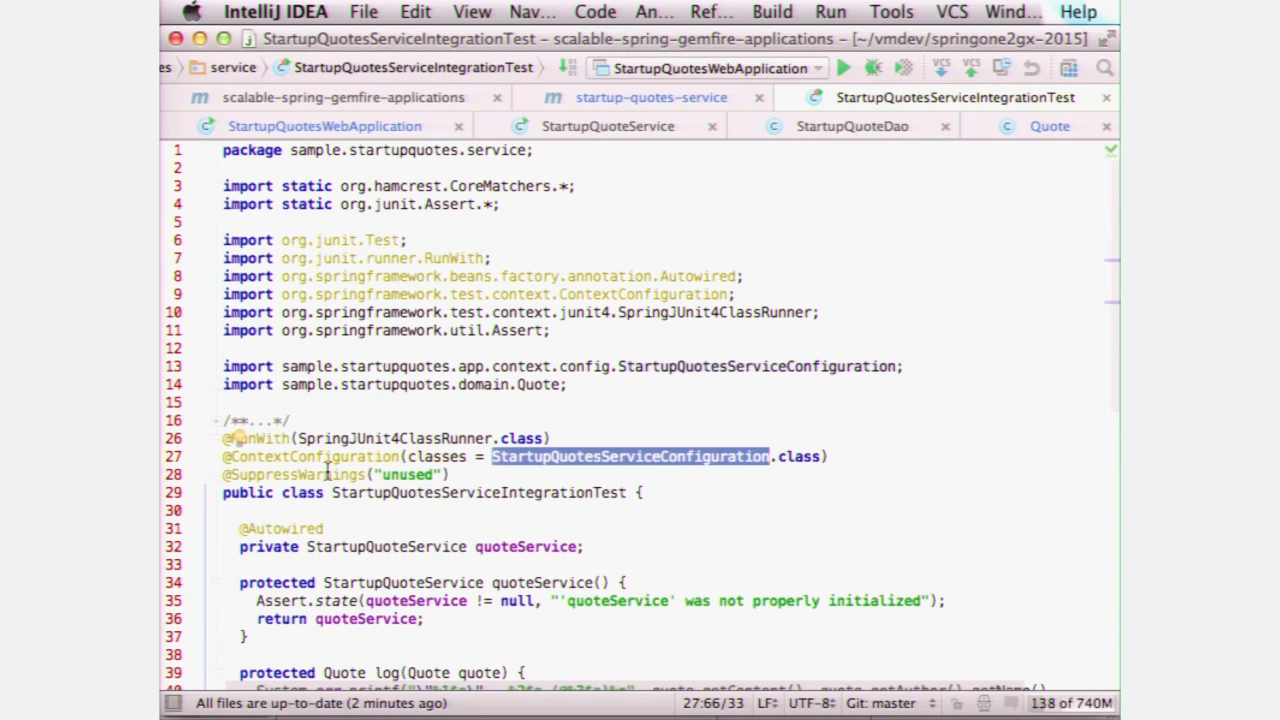 IntelliJ IDEA File Edit View Nav... Code An... Ref... Build Run Tools VCS Wind... Help
StartupQuotesServiceIntegrationTest – scalable-spring-gemfire-applications – [~/vmdev/springone2gx-2015]
es service StartupQuotesServiceIntegrationTest StartupQuotesWebApplication VCS VCS
scalable-spring-gemfire-applications startup-quotes-service StartupQuotesServiceIntegrationTest
StartupQuotesWebApplication StartupQuoteService StartupQuoteDao Quote
1 package sample.startupquotes.service;
2
3 import static org.hamcrest.CoreMatchers.*;
4 import static org.junit.Assert.*;
5
6 import org.junit.Test;
7 import org.junit.runner.RunWith;
8 import org.springframework.beans.factory.annotation.Autowired;
9 import org.springframework.test.context.ContextConfiguration;
10 import org.springframework.test.context.junit4.SpringJUnit4ClassRunner;
11 import org.springframework.util.Assert;
12
13 import sample.startupquotes.app.context.config.StartupQuotesServiceConfiguration;
14 import sample.startupquotes.domain.Quote;
15
16 /**...*/
26 @RunWith(SpringJUnit4ClassRunner.class)
27 @ContextConfiguration(classes = StartupQuotesServiceConfiguration.class)
28 @SuppressWarnings("unused")
29 public class StartupQuotesServiceIntegrationTest {
30
31 @Autowired
32 private StartupQuoteService quoteService;
33
34 protected StartupQuoteService quoteService() {
35 Assert.state(quoteService != null, "'quoteService' was not properly initialized");
36 return quoteService;
37 }
38
39 protected Quote log(Quote quote) {
All files are up-to-date (2 minutes ago) 27:66/33 LF UTF-8 Git: master 138 of 740M